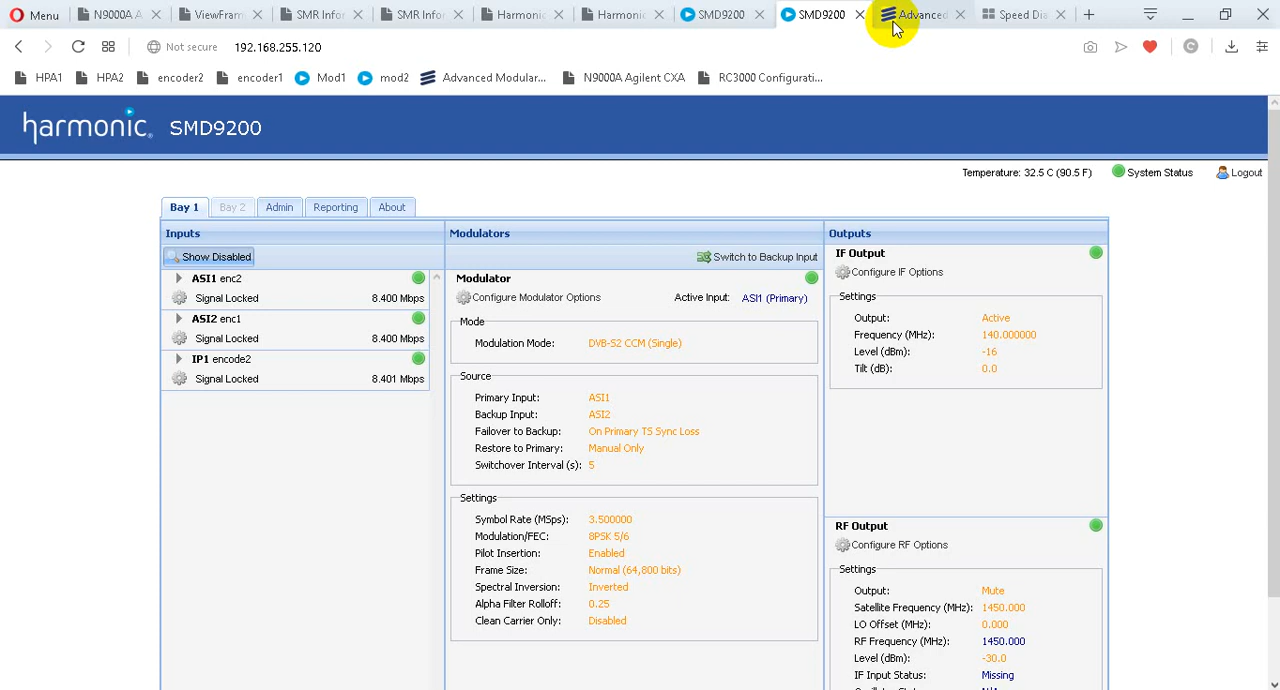 Menu N9000A A ViewFram SMR Infor SMR Infor Harmonic Harmonic SMD9200 SMD9200 Advanced Speed Dia
Not secure 192.168.255.120
HPA1 HPA2 encoder2 encoder1 Mod1 mod2 Advanced Modular... N9000A Agilent CXA RC3000 Configurati...
harmonic. SMD9200
Temperature: 32.5 C (90.5 F) System Status Logout
Bay 1 Bay 2 Admin Reporting About
Inputs
Show Disabled
ASI1 enc2
Signal Locked 8.400 Mbps
ASI2 enc1
Signal Locked 8.400 Mbps
IP1 encode2
Signal Locked 8.401 Mbps
Modulators
Switch to Backup Input
Modulator
Configure Modulator Options Active Input: ASI1 (Primary)
Mode
Modulation Mode: DVB-S2 CCM (Single)
Source
Primary Input: ASI1
Backup Input: ASI2
Failover to Backup: On Primary TS Sync Loss
Restore to Primary: Manual Only
Switchover Interval (s): 5
Settings
Symbol Rate (MSps): 3.500000
Modulation/FEC: 8PSK 5/6
Pilot Insertion: Enabled
Frame Size: Normal (64,800 bits)
Spectral Inversion: Inverted
Alpha Filter Rolloff: 0.25
Clean Carrier Only: Disabled
Outputs
IF Output
Configure IF Options
Settings
Output: Active
Frequency (MHz): 140.000000
Level (dBm): -16
Tilt (dB): 0.0
RF Output
Configure RF Options
Settings
Output: Mute
Satellite Frequency (MHz): 1450.000
LO Offset (MHz): 0.000
RF Frequency (MHz): 1450.000
Level (dBm): -30.0
IF Input Status: Missing